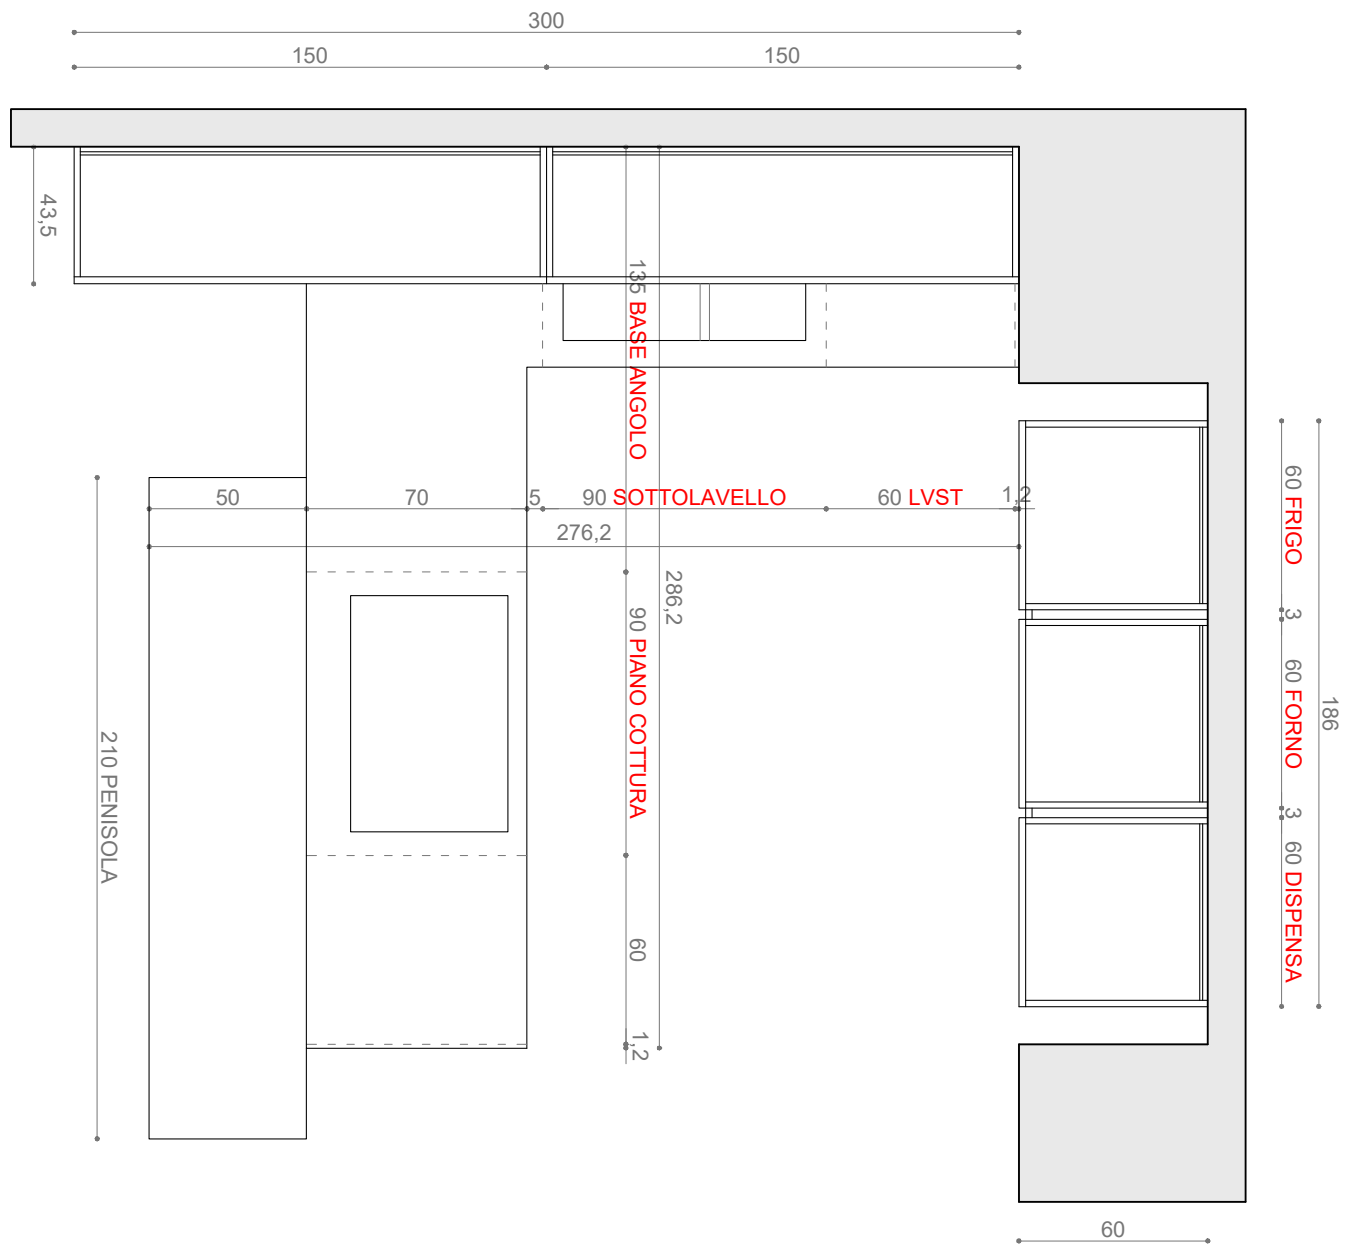 300
150
150
43,5
135 BASE ANGOLO
50
70
5
90 SOTTOLAVELLO
60 LVST
1,2
276,2
286,2
90 PIANO COTTURA
60
1,2
210 PENISOLA
60 FRIGO
3
60 FORNO
3
60 DISPENSA
186
60